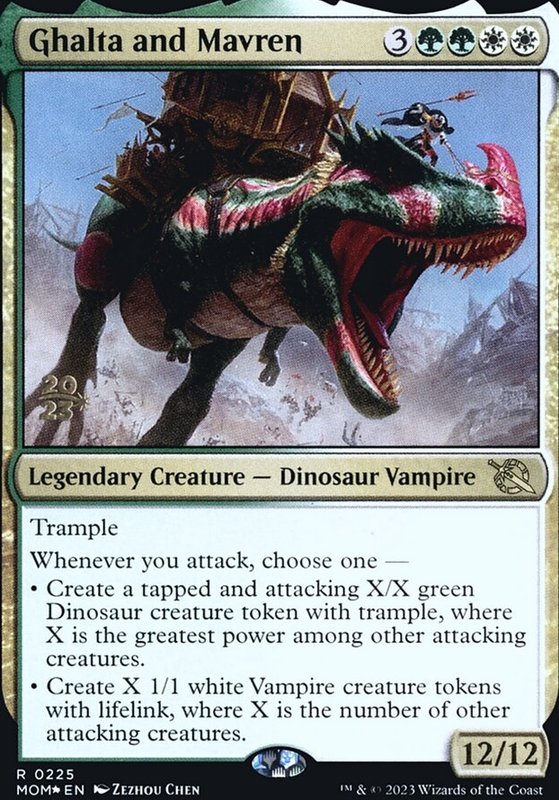 Ghalta and Mavren 3
20
23
Legendary Creature — Dinosaur Vampire
Trample
Whenever you attack, choose one —
• Create a tapped and attacking X/X green
Dinosaur creature token with trample, where
X is the greatest power among other attacking
creatures.
• Create X 1/1 white Vampire creature tokens
with lifelink, where X is the number of other
attacking creatures.
12/12
R 0225
MOM★EN Zezhou Chen
™ & © 2023 Wizards of the Coast